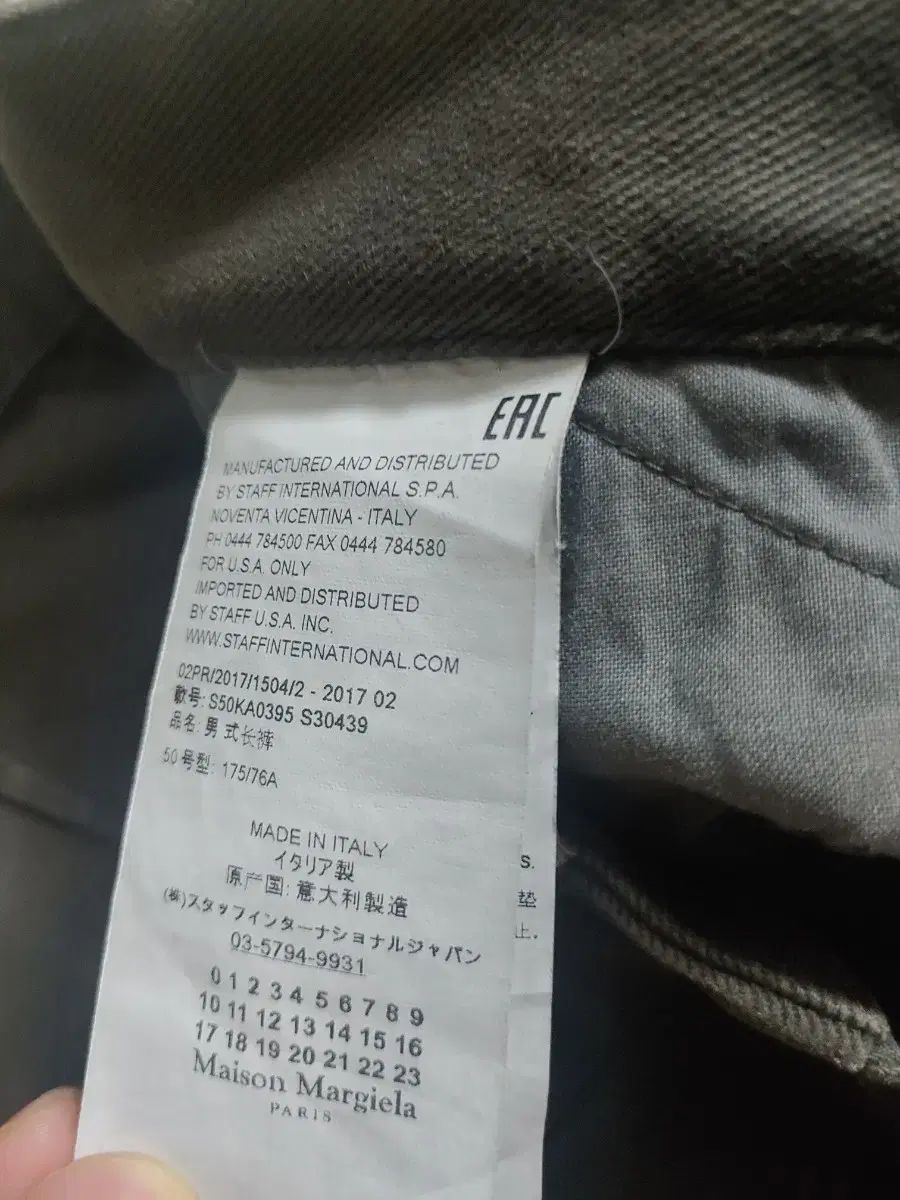 EAC
MANUFACTURED AND DISTRIBUTED
BY STAFF INTERNATIONAL S.P.A.
NOVENTA VICENTINA - ITALY
PH 0444 784500 FAX 0444 784580
FOR U.S.A. ONLY
IMPORTED AND DISTRIBUTED
BY STAFF U.S.A. INC.
WWW.STAFFINTERNATIONAL.COM
02PR/2017/1504/2 - 2017 02
款号: S50KA0395 S30439
品名: 男 式长裤
50 号型: 175/76A
MADE IN ITALY
イタリア製
原产国: 意大利製造
(株)スタッフインターナショナルジャパン
03-5794-9931
0 1 2 3 4 5 6 7 8 9
10 11 12 13 14 15 16
17 18 19 20 21 22 23
Maison Margiela
PARIS
s.
垫
止.